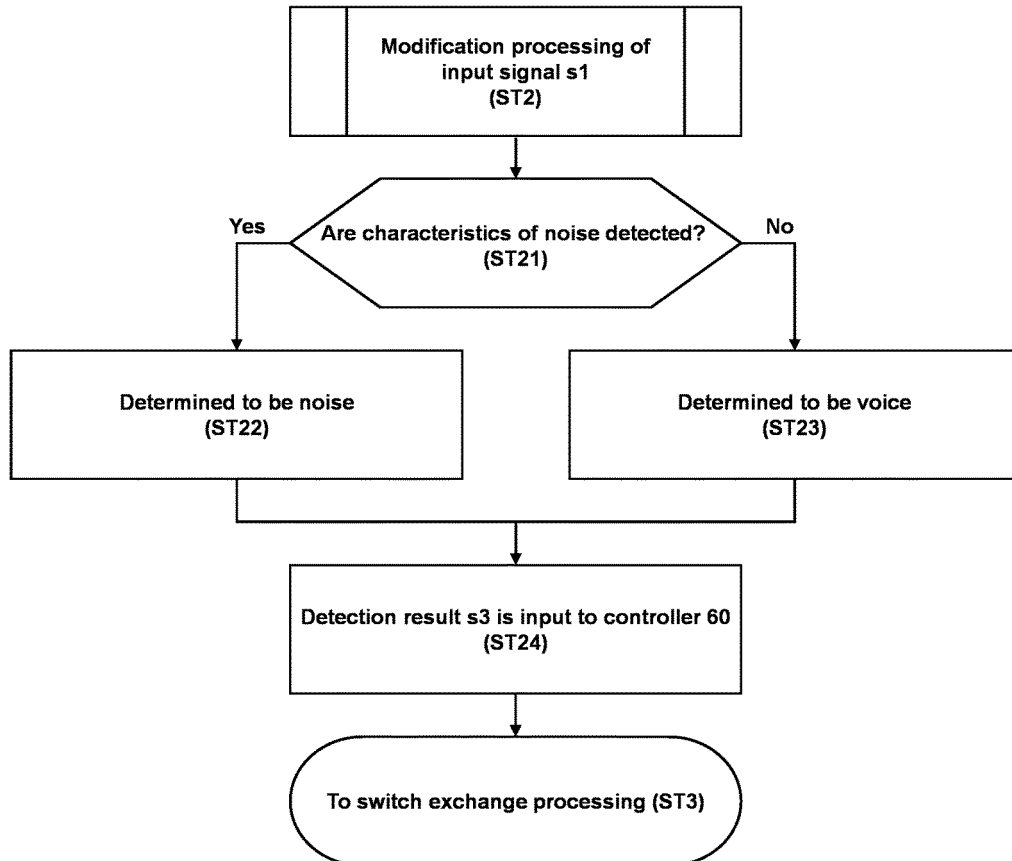 Modification processing of
input signal s1
(ST2)
Yes
No
Are characteristics of noise detected?
(ST21)
Determined to be noise
(ST22)
Determined to be voice
(ST23)
Detection result s3 is input to controller 60
(ST24)
To switch exchange processing (ST3)